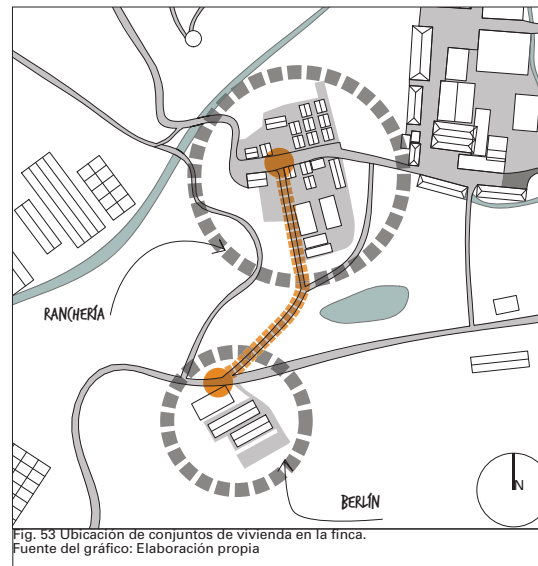 RANCHERÍA
BERLÍN
N
Fig. 53 Ubicación de conjuntos de vivienda en la finca.
Fuente del gráfico: Elaboración propia